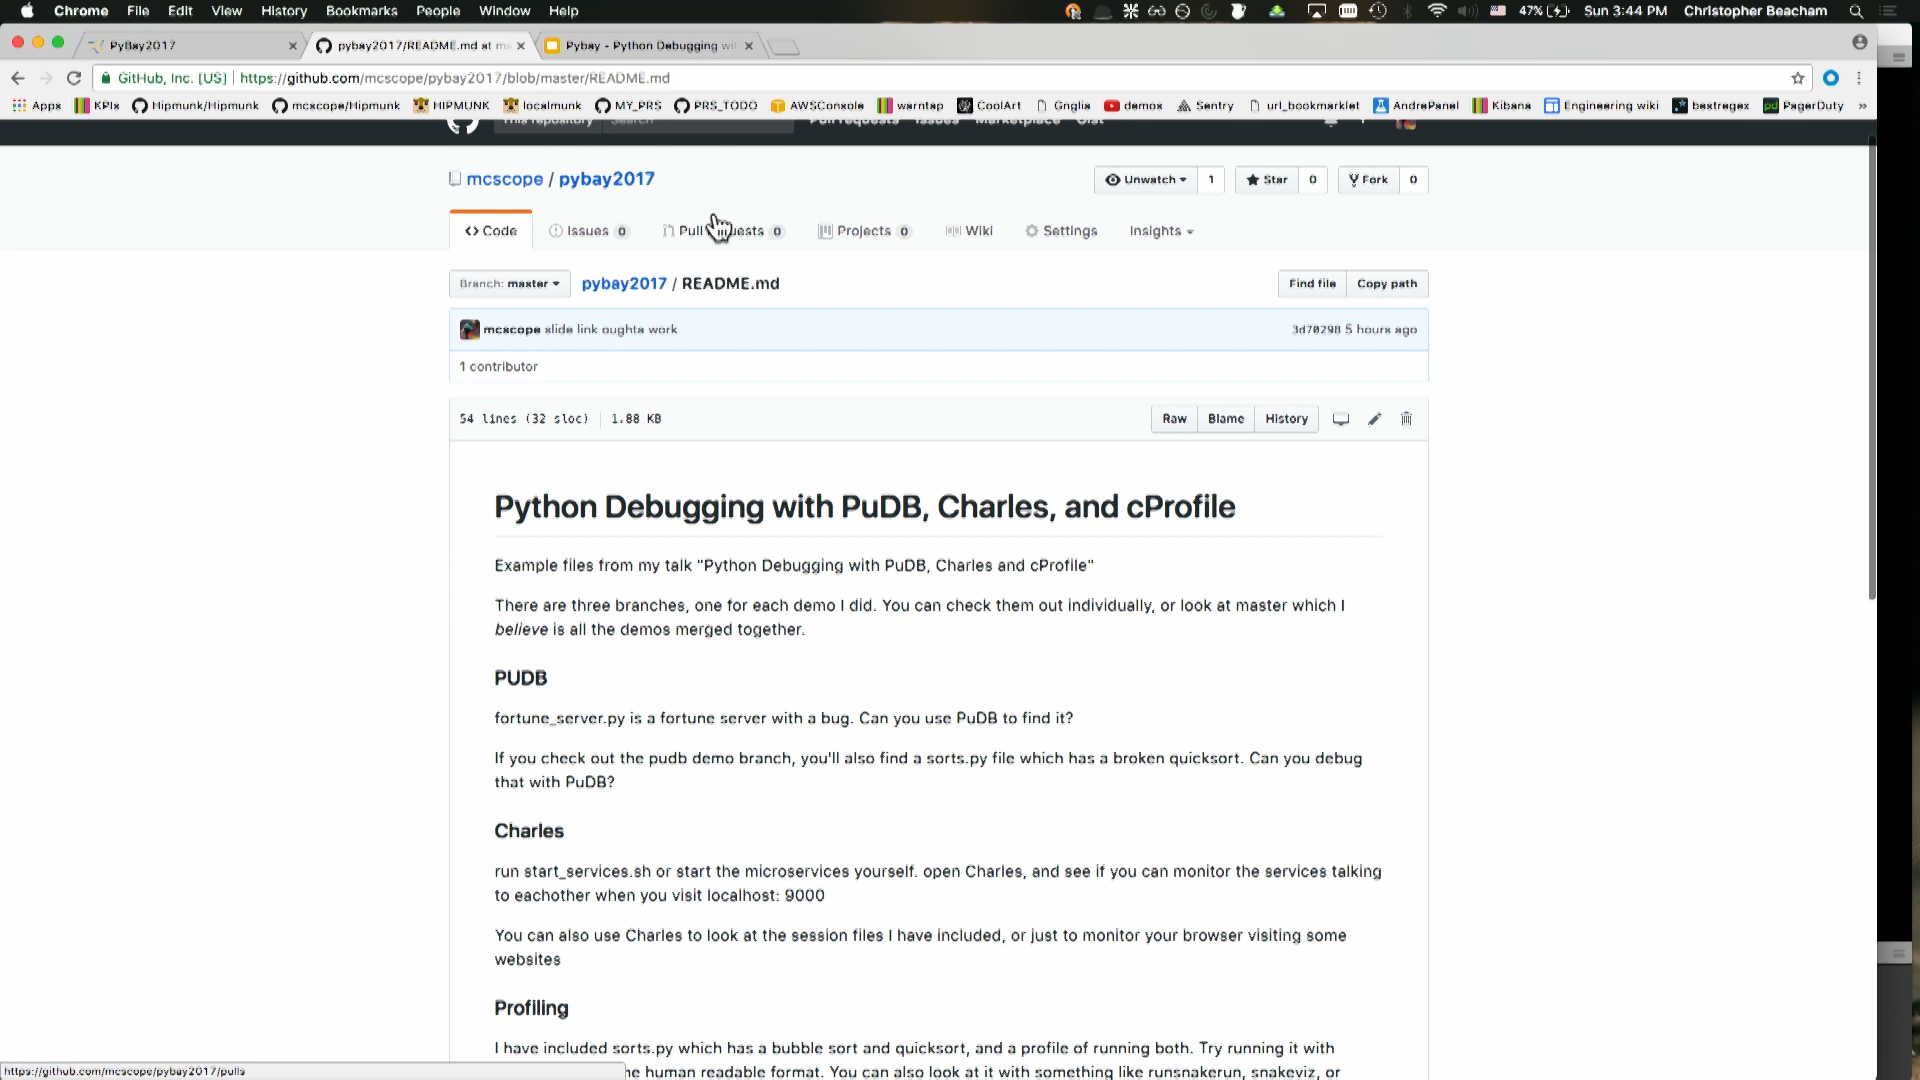 Chrome File Edit View History Bookmarks People Window Help 47% Sun 3:44 PM Christopher Beacham
PyBay2017 pybay2017/README.md at m Pybay - Python Debugging wit
GitHub, Inc. [US] https://github.com/mcscope/pybay2017/blob/master/README.md
Apps KPIs Hipmunk/Hipmunk mcscope/Hipmunk HIPMUNK localmunk MY_PRS PRS_TODO AWSConsole warntap CoolArt Gnglia demos Sentry url_bookmarklet AndrePanel Kibana Engineering wiki bestregex pd PagerDuty »
This repository Search Pull requests Issues Marketplace Gist
mcscope / pybay2017
Unwatch 1 Star 0 Fork 0
<> Code Issues 0 Pull uests 0 Projects 0 Wiki Settings Insights
Branch: master pybay2017 / README.md Find file Copy path
mcscope slide link oughta work 3d70298 5 hours ago
1 contributor
54 lines (32 sloc) 1.88 KB Raw Blame History
Python Debugging with PuDB, Charles, and cProfile
Example files from my talk "Python Debugging with PuDB, Charles and cProfile"
There are three branches, one for each demo I did. You can check them out individually, or look at master which I
believe is all the demos merged together.
PUDB
fortune_server.py is a fortune server with a bug. Can you use PuDB to find it?
If you check out the pudb demo branch, you'll also find a sorts.py file which has a broken quicksort. Can you debug
that with PuDB?
Charles
run start_services.sh or start the microservices yourself. open Charles, and see if you can monitor the services talking
to eachother when you visit localhost: 9000
You can also use Charles to look at the session files I have included, or just to monitor your browser visiting some
websites
Profiling
I have included sorts.py which has a bubble sort and quicksort, and a profile of running both. Try running it with
he human readable format. You can also look at it with something like runsnakerun, snakeviz, or
https://github.com/mcscope/pybay2017/pulls